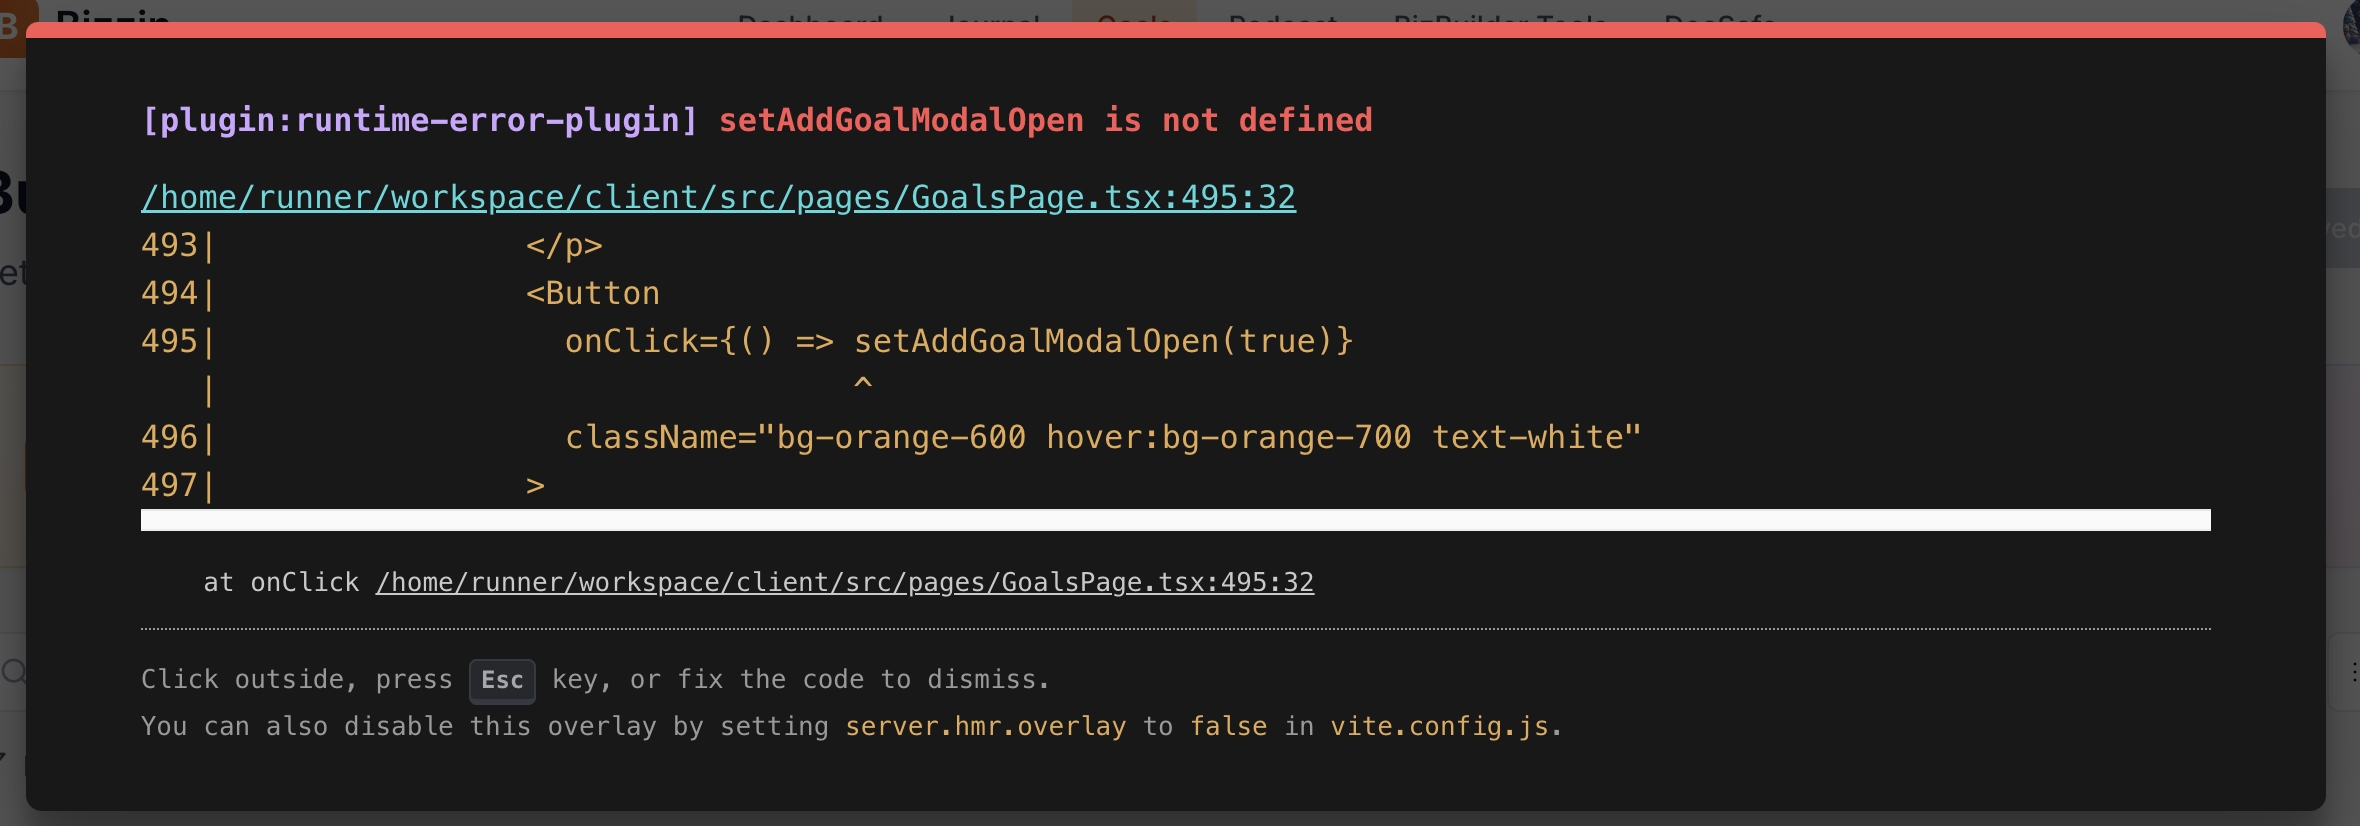 [plugin:runtime-error-plugin] setAddGoalModalOpen is not defined
/home/runner/workspace/client/src/pages/GoalsPage.tsx:495:32
493|                </p>
494|                <Button
495|                  onClick={() => setAddGoalModalOpen(true)}
   |                                 ^
496|                  className="bg-orange-600 hover:bg-orange-700 text-white"
497|                >
at onClick /home/runner/workspace/client/src/pages/GoalsPage.tsx:495:32
Click outside, press Esc key, or fix the code to dismiss.
You can also disable this overlay by setting server.hmr.overlay to false in vite.config.js.